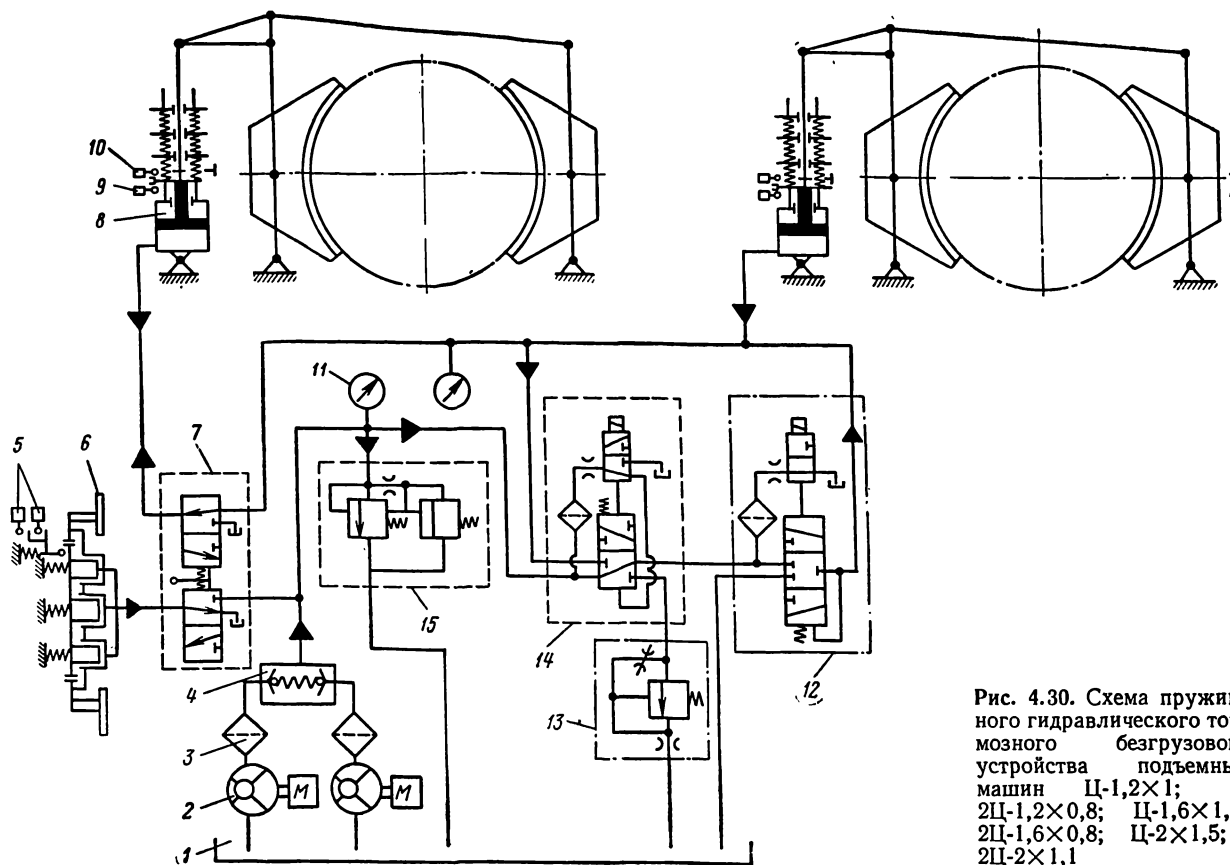 10
9
8
11
5
6
7
15
14
12
13
4
3
2
М
М
1
Рис. 4.30. Схема пружин
ного гидравлического то
мозного безгрузово
устройства подъемны
машин Ц-1,2×1;
2Ц-1,2×0,8; Ц-1,6×1,
2Ц-1,6×0,8; Ц-2×1,5;
2Ц-2×1,1